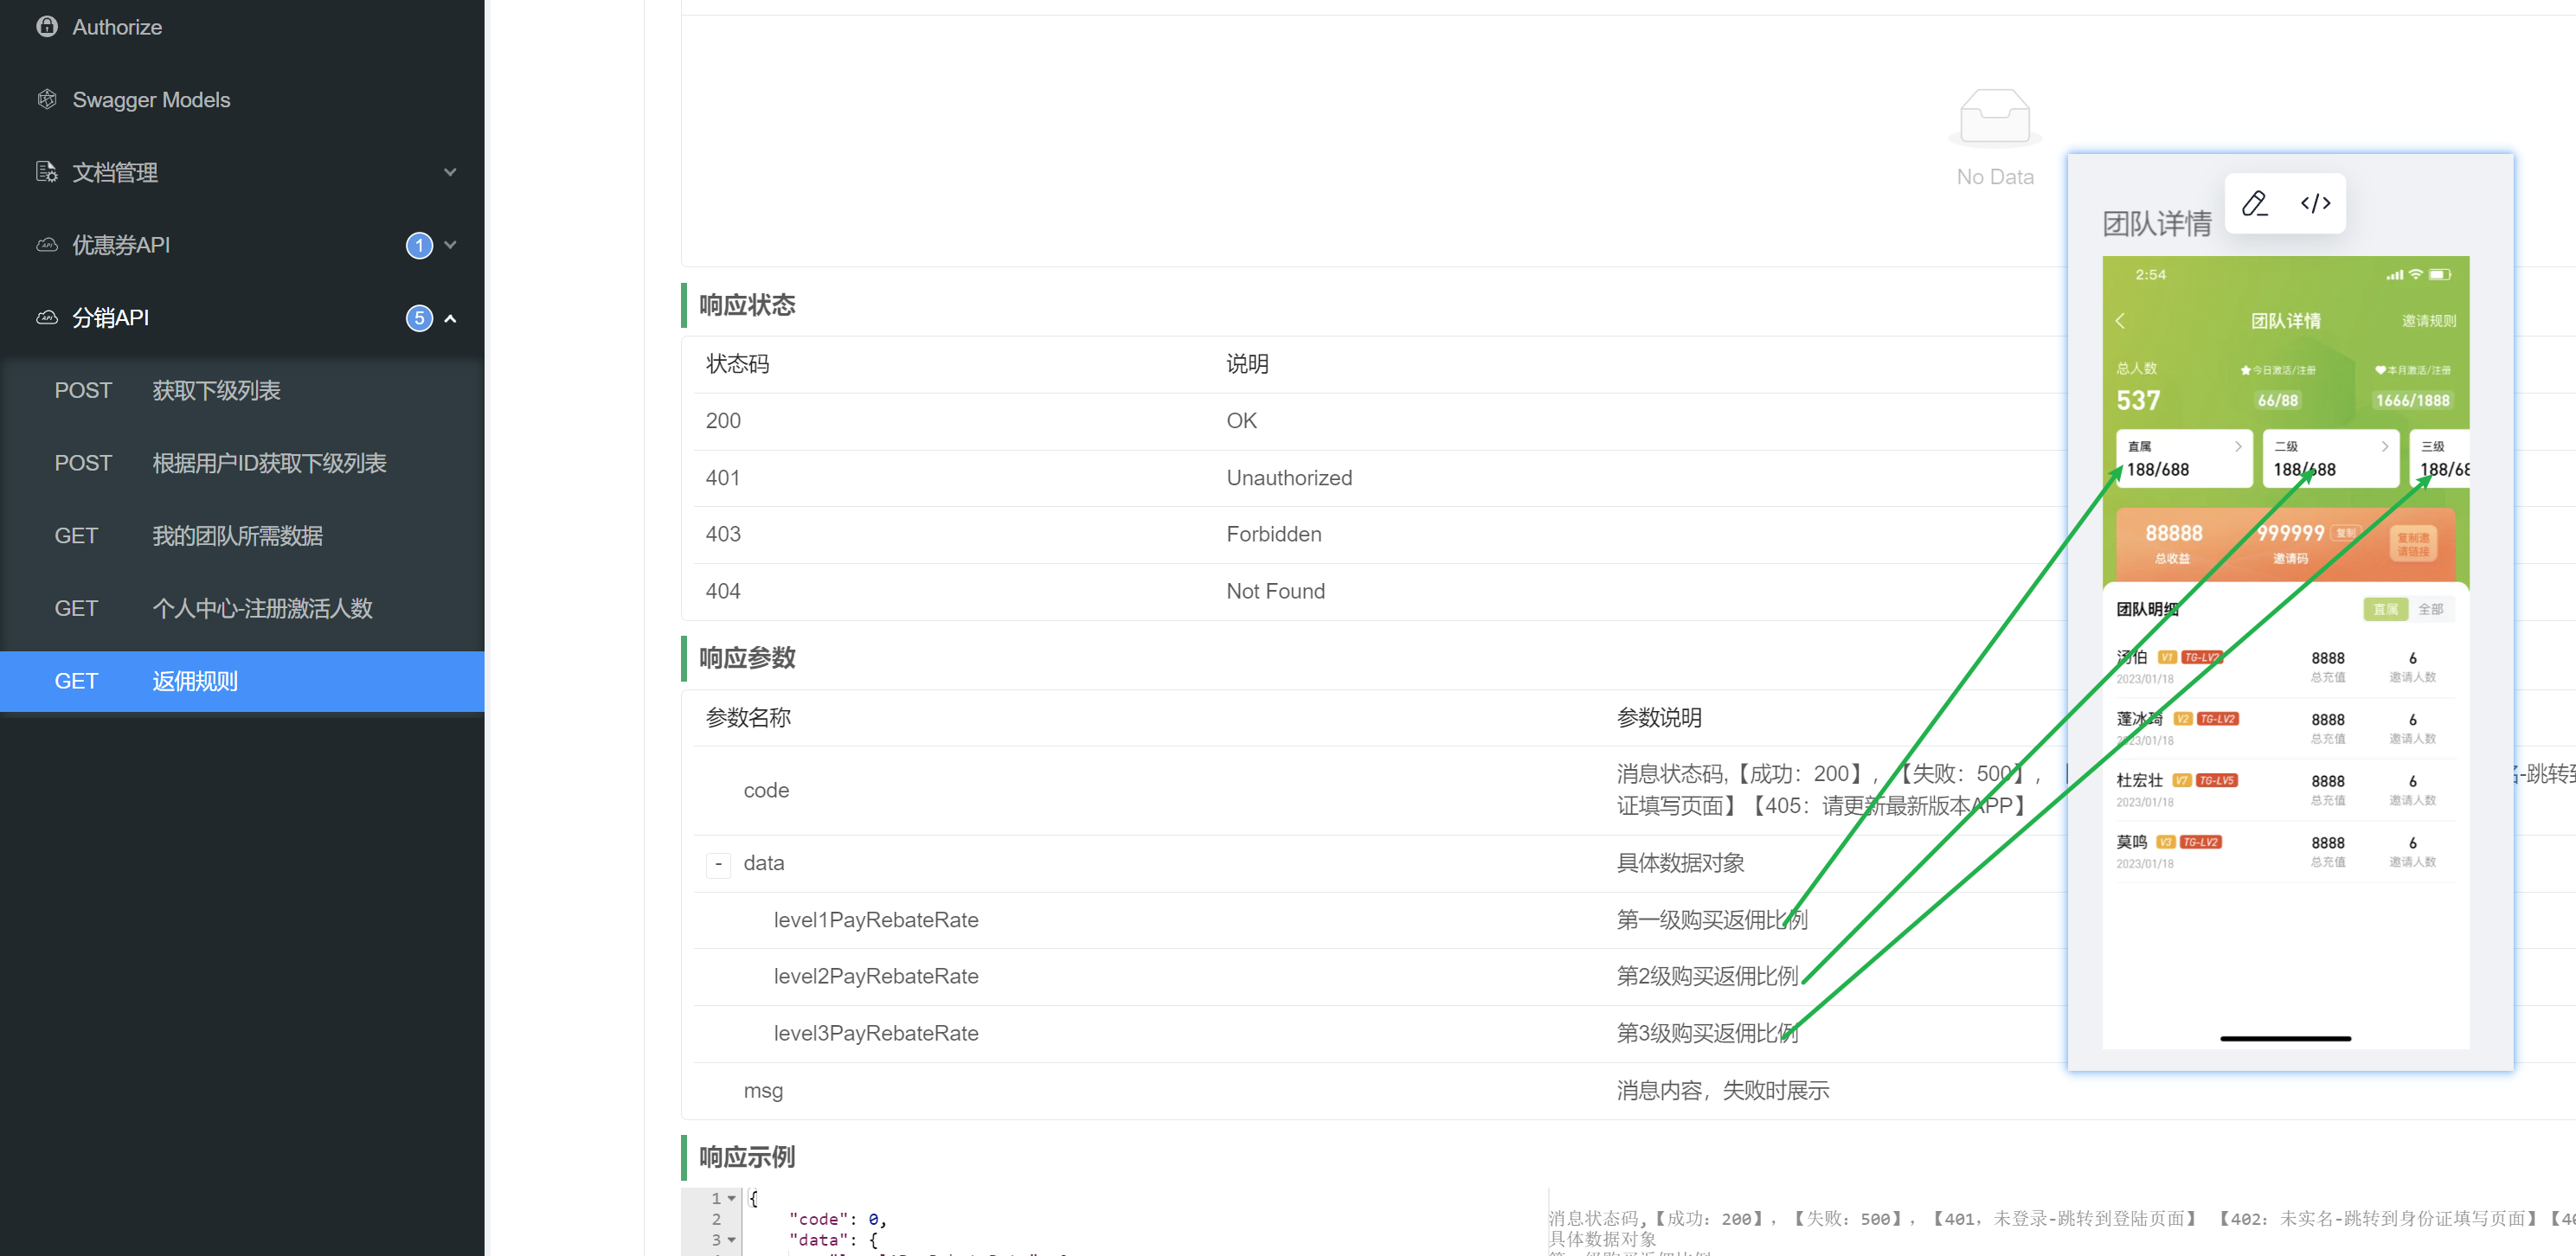 Authorize
Swagger Models
文档管理
优惠券API 1
分销API 5
POST 获取下级列表
POST 根据用户ID获取下级列表
GET 我的团队所需数据
GET 个人中心-注册激活人数
GET 返佣规则
No Data
响应状态
状态码 说明
200 OK
401 Unauthorized
403 Forbidden
404 Not Found
响应参数
参数名称 参数说明
code 消息状态码,【成功：200】，【失败：500】，
名-跳转到
证填写页面】【405：请更新最新版本APP】
- data 具体数据对象
level1PayRebateRate 第一级购买返佣比例
level2PayRebateRate 第2级购买返佣比例
level3PayRebateRate 第3级购买返佣比例
msg 消息内容，失败时展示
响应示例
1 {
2 "code": 0, 消息状态码,【成功：200】，【失败：500】，【401，未登录-跳转到登陆页面】 【402：未实名-跳转到身份证填写页面】【40
3 "data": { 具体数据对象
团队详情
</>
2:54
团队详情 邀请规则
总人数 今日激活/注册 本月激活/注册
537 66/88 1666/1888
直属 二级 三级
188/688 188/688 188/68
88888 999999 复制 复制邀
总收益 邀请码 请链接
团队明细 直属 全部
汤伯 V1 TG-LV2 8888 6
2023/01/18 总充值 邀请人数
蓬冰琦 V2 TG-LV2 8888 6
2023/01/18 总充值 邀请人数
杜宏壮 V7 TG-LV5 8888 6
2023/01/18 总充值 邀请人数
莫鸣 V3 TG-LV2 8888 6
2023/01/18 总充值 邀请人数